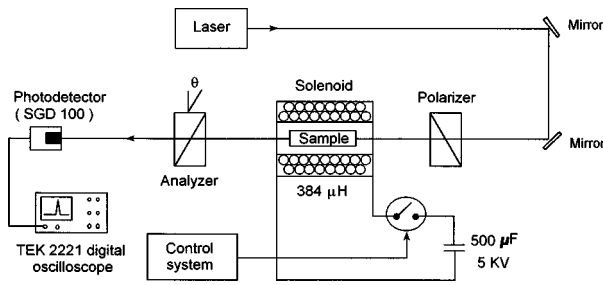 Laser
Mirror
θ
Solenoid
Photodetector
( SGD 100 )
Polarizer
Sample
Mirror
Analyzer
384 μH
TEK 2221 digital
oscilloscope
Control
system
500 μF
5 KV